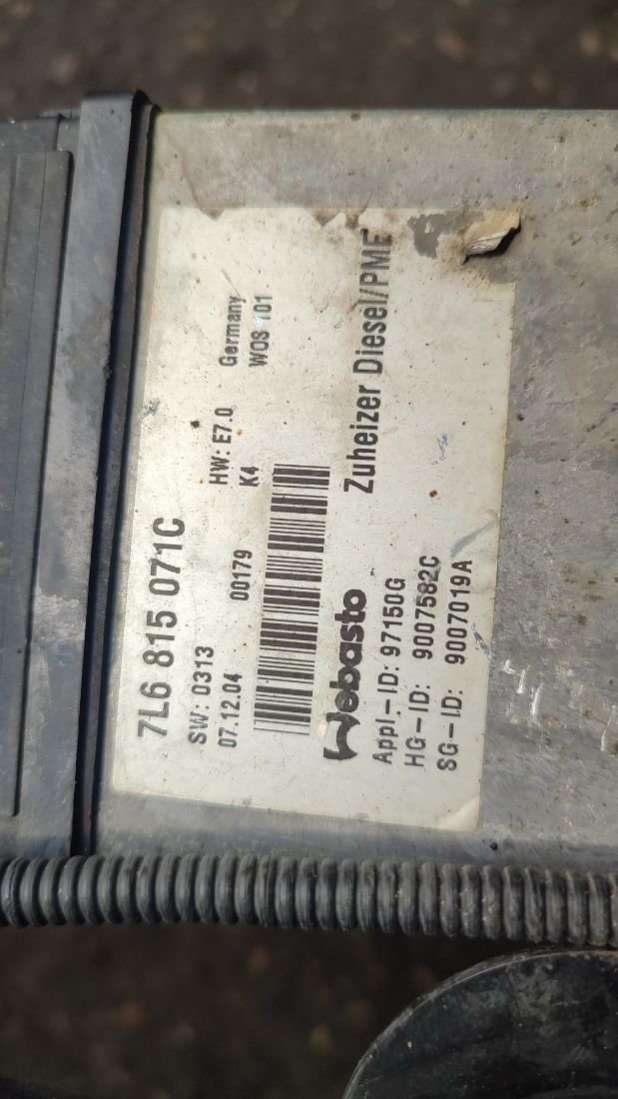 7L6 815 071C
SW: 0313 HW: E7.0 Germany
07.12.04 00179 K4 WOS 101
Webasto Zuheizer Diesel/PME
Appl.-ID: 97150G
HG-ID: 9007582C
SG-ID: 9007019A